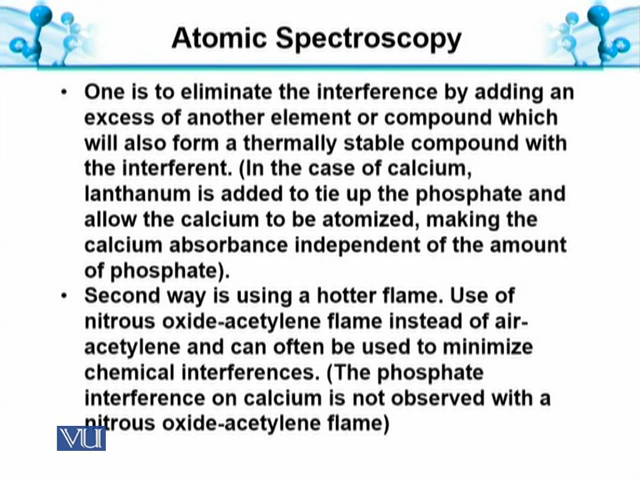 Atomic Spectroscopy
• One is to eliminate the interference by adding an
excess of another element or compound which
will also form a thermally stable compound with
the interferent. (In the case of calcium,
lanthanum is added to tie up the phosphate and
allow the calcium to be atomized, making the
calcium absorbance independent of the amount
of phosphate).
• Second way is using a hotter flame. Use of
nitrous oxide-acetylene flame instead of air-
acetylene and can often be used to minimize
chemical interferences. (The phosphate
interference on calcium is not observed with a
nitrous oxide-acetylene flame)
VU